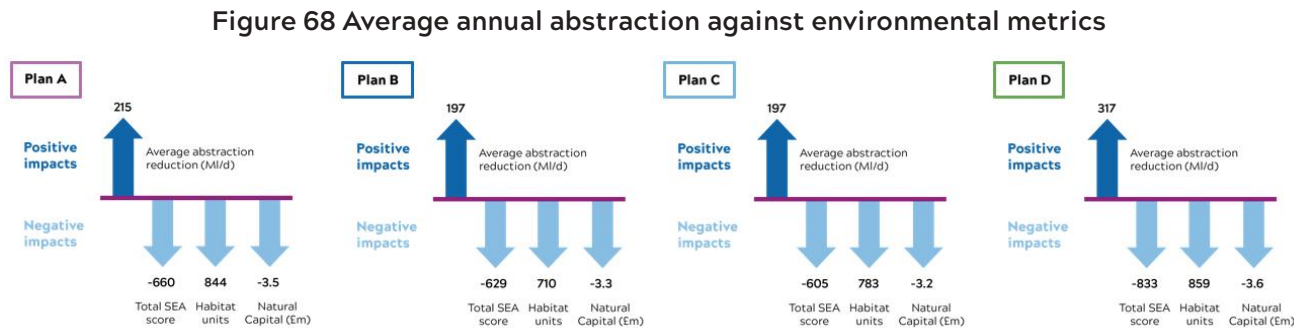 Figure 68 Average annual abstraction against environmental metrics
Plan A
215
Positive
impacts
Average abstraction
reduction (Ml/d)
Negative
impacts
-660 844 -3.5
Total SEA
score
Habitat
units
Natural
Capital (£m)
Plan B
197
Positive
impacts
Average abstraction
reduction (Ml/d)
Negative
impacts
-629 710 -3.3
Total SEA
score
Habitat
units
Natural
Capital (£m)
Plan C
197
Positive
impacts
Average abstraction
reduction (Ml/d)
Negative
impacts
-605 783 -3.2
Total SEA
score
Habitat
units
Natural
Capital (£m)
Plan D
317
Positive
impacts
Average abstraction
reduction (Ml/d)
Negative
impacts
-833 859 -3.6
Total SEA
score
Habitat
units
Natural
Capital (£m)